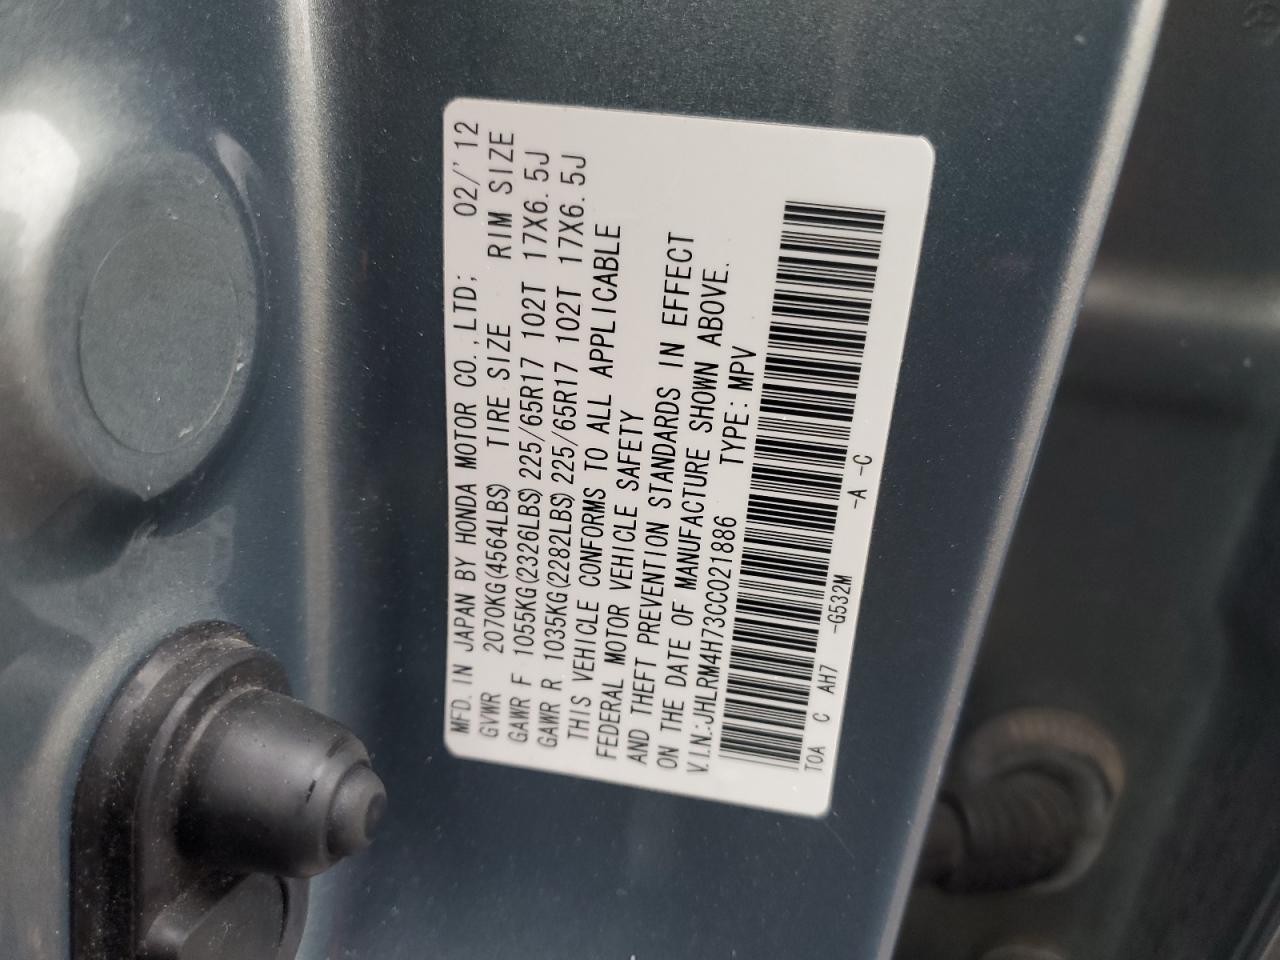 MFD. IN JAPAN BY HONDA MOTOR CO.,LTD; 02/'12
GVWR 2070KG(4564LBS) TIRE SIZE RIM SIZE
GAWR F 1055KG(2326LBS) 225/65R17 102T 17X6.5J
GAWR R 1035KG(2282LBS) 225/65R17 102T 17X6.5J
THIS VEHICLE CONFORMS TO ALL APPLICABLE
FEDERAL MOTOR VEHICLE SAFETY
AND THEFT PREVENTION STANDARDS IN EFFECT
ON THE DATE OF MANUFACTURE SHOWN ABOVE.
V.I.N.:JHLRM4H73CC021886 TYPE:MPV
TOA C AH7 -G532M -A -C